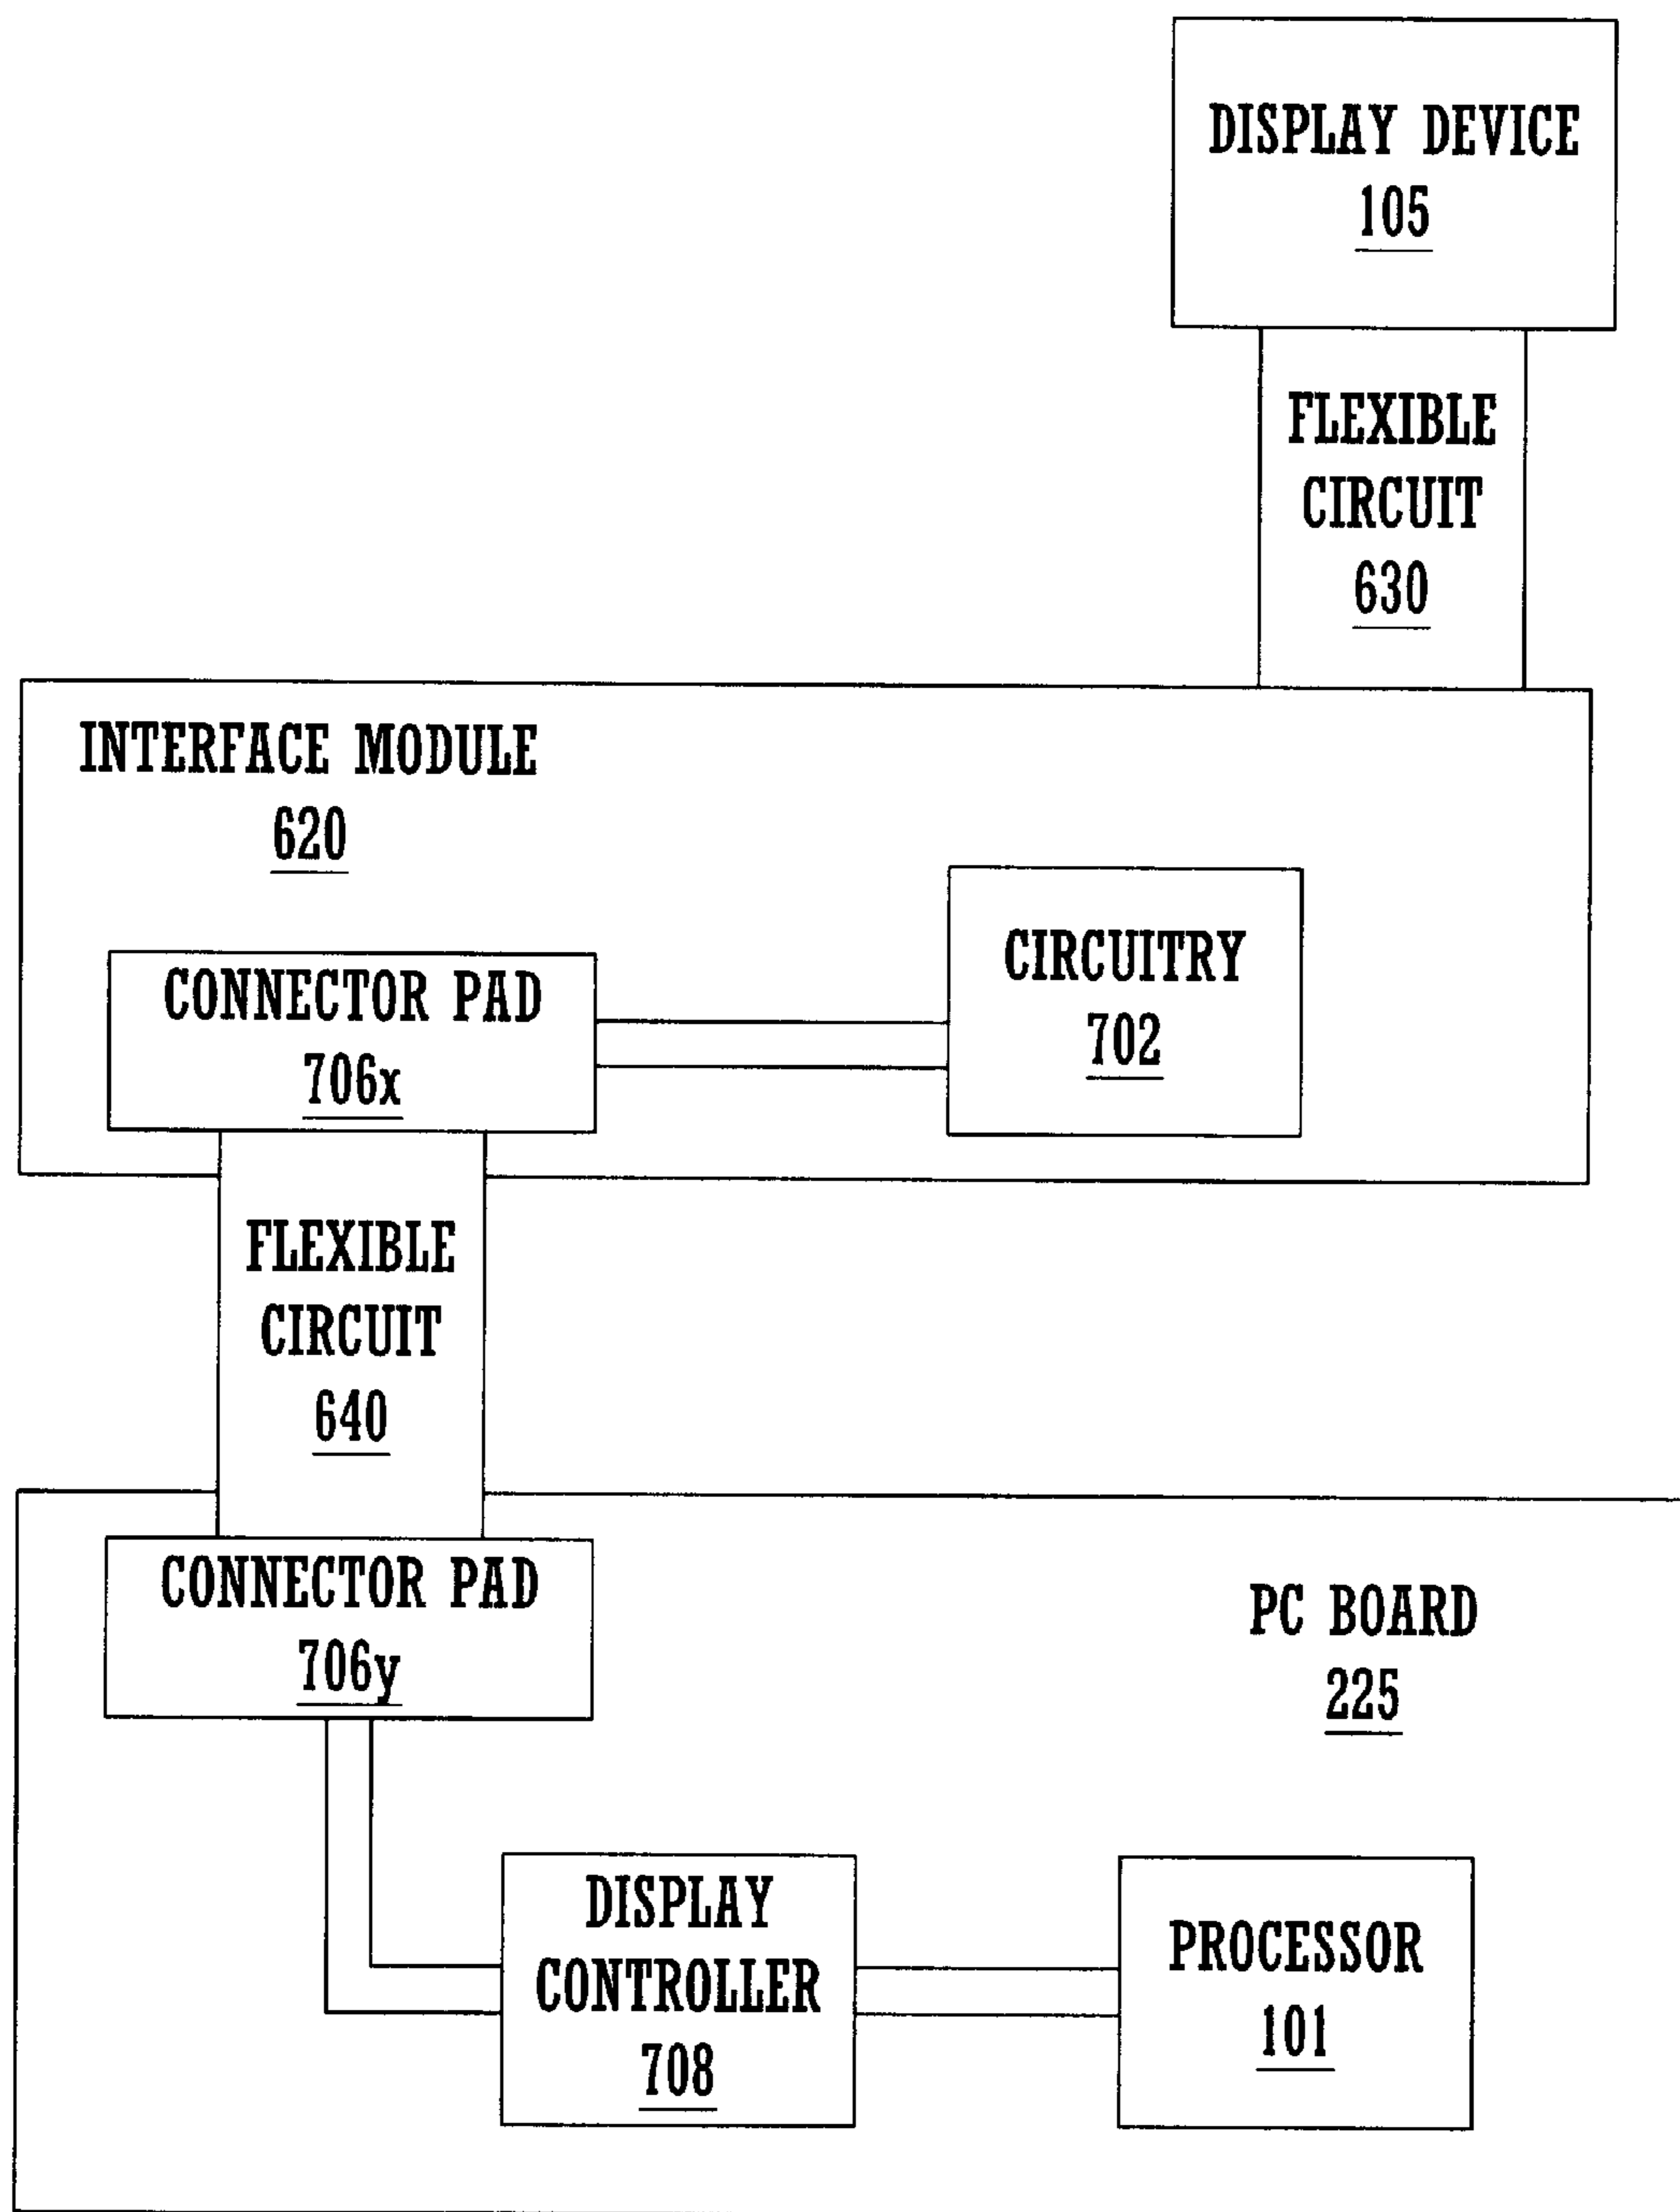 DISPLAY DEVICE
105
FLEXIBLE
CIRCUIT
630
INTERFACE MODULE
620
CIRCUITRY
702
CONNECTOR PAD
706x
FLEXIBLE
CIRCUIT
640
CONNECTOR PAD
706y
PC BOARD
225
DISPLAY
CONTROLLER
708
PROCESSOR
101